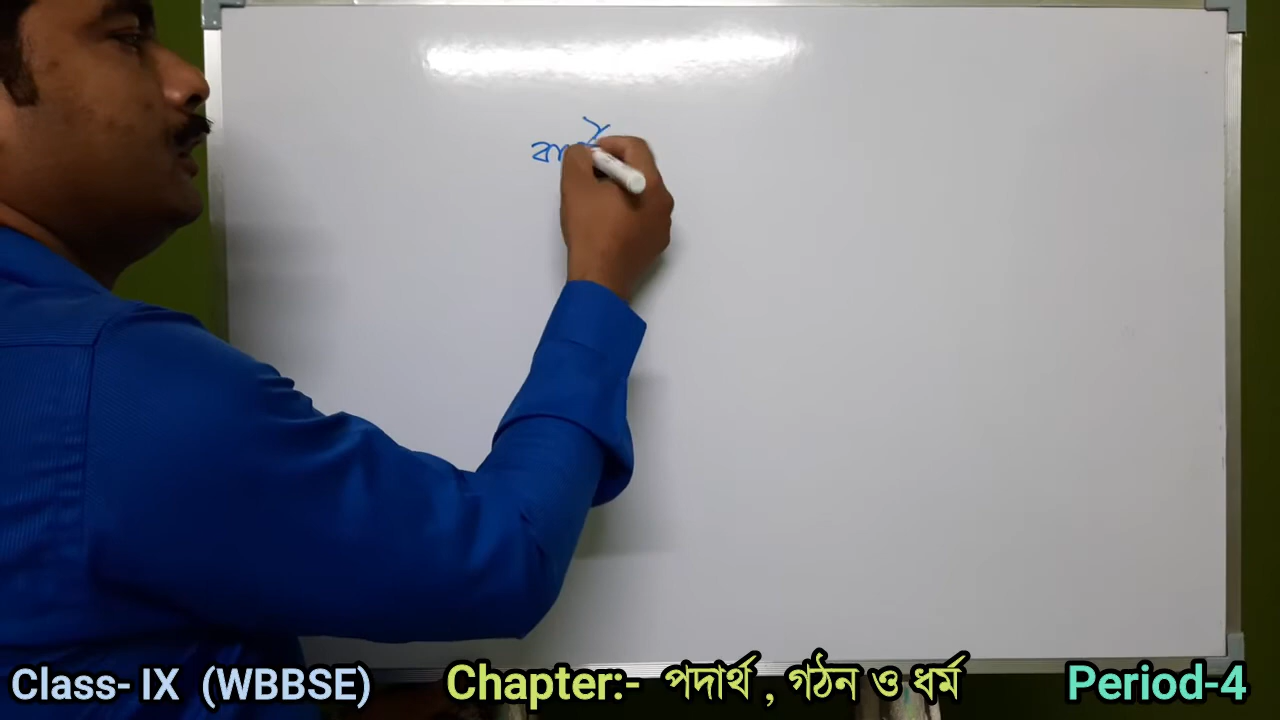 Class- IX (WBBSE) Chapter:- পদার্থ , গঠন ও ধর্ম Period-4